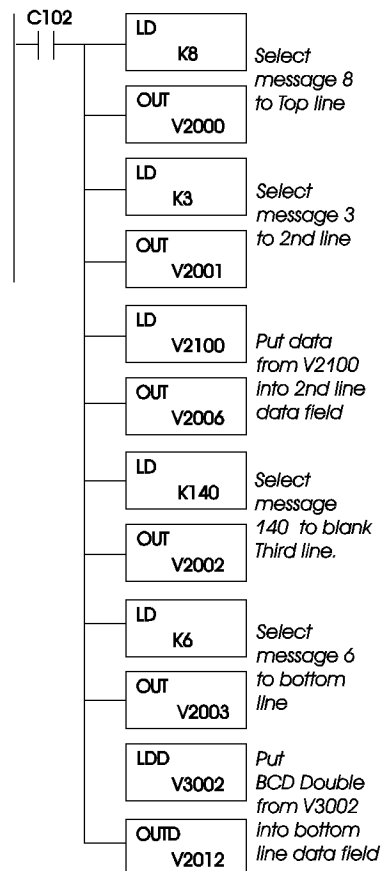 C102
LD
K8
Select
message 8
to Top line
OUT
V2000
LD
K3
Select
message 3
to 2nd line
OUT
V2001
LD
V2100
Put data
from V2100
into 2nd line
data field
OUT
V2006
LD
K140
Select
message
140 to blank
Third line.
OUT
V2002
LD
K6
Select
message 6
to bottom
line
OUT
V2003
LDD
V3002
Put
BCD Double
from V3002
into bottom
line data field
OUTD
V2012